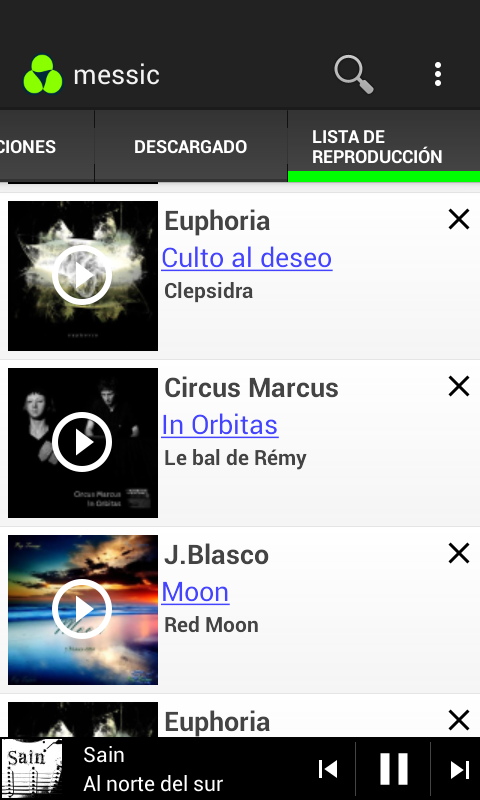 messic
CIONES
DESCARGADO
LISTA DE
REPRODUCCIÓN
Euphoria
Culto al deseo
Clepsidra
euphoria
Circus Marcus
In Orbitas
Le bal de Rémy
Circus Marcus
In Orbitas
J.Blasco
Moon
Red Moon
Euphoria
Sain
Sain
Al norte del sur